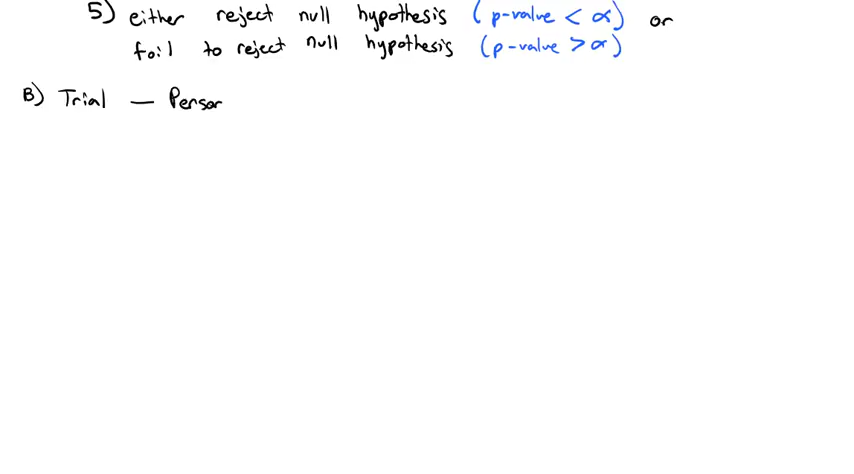 5) either reject null hypothesis (p-value < α) or
fail to reject null hypothesis (p-value > α)
B) Trial — Person